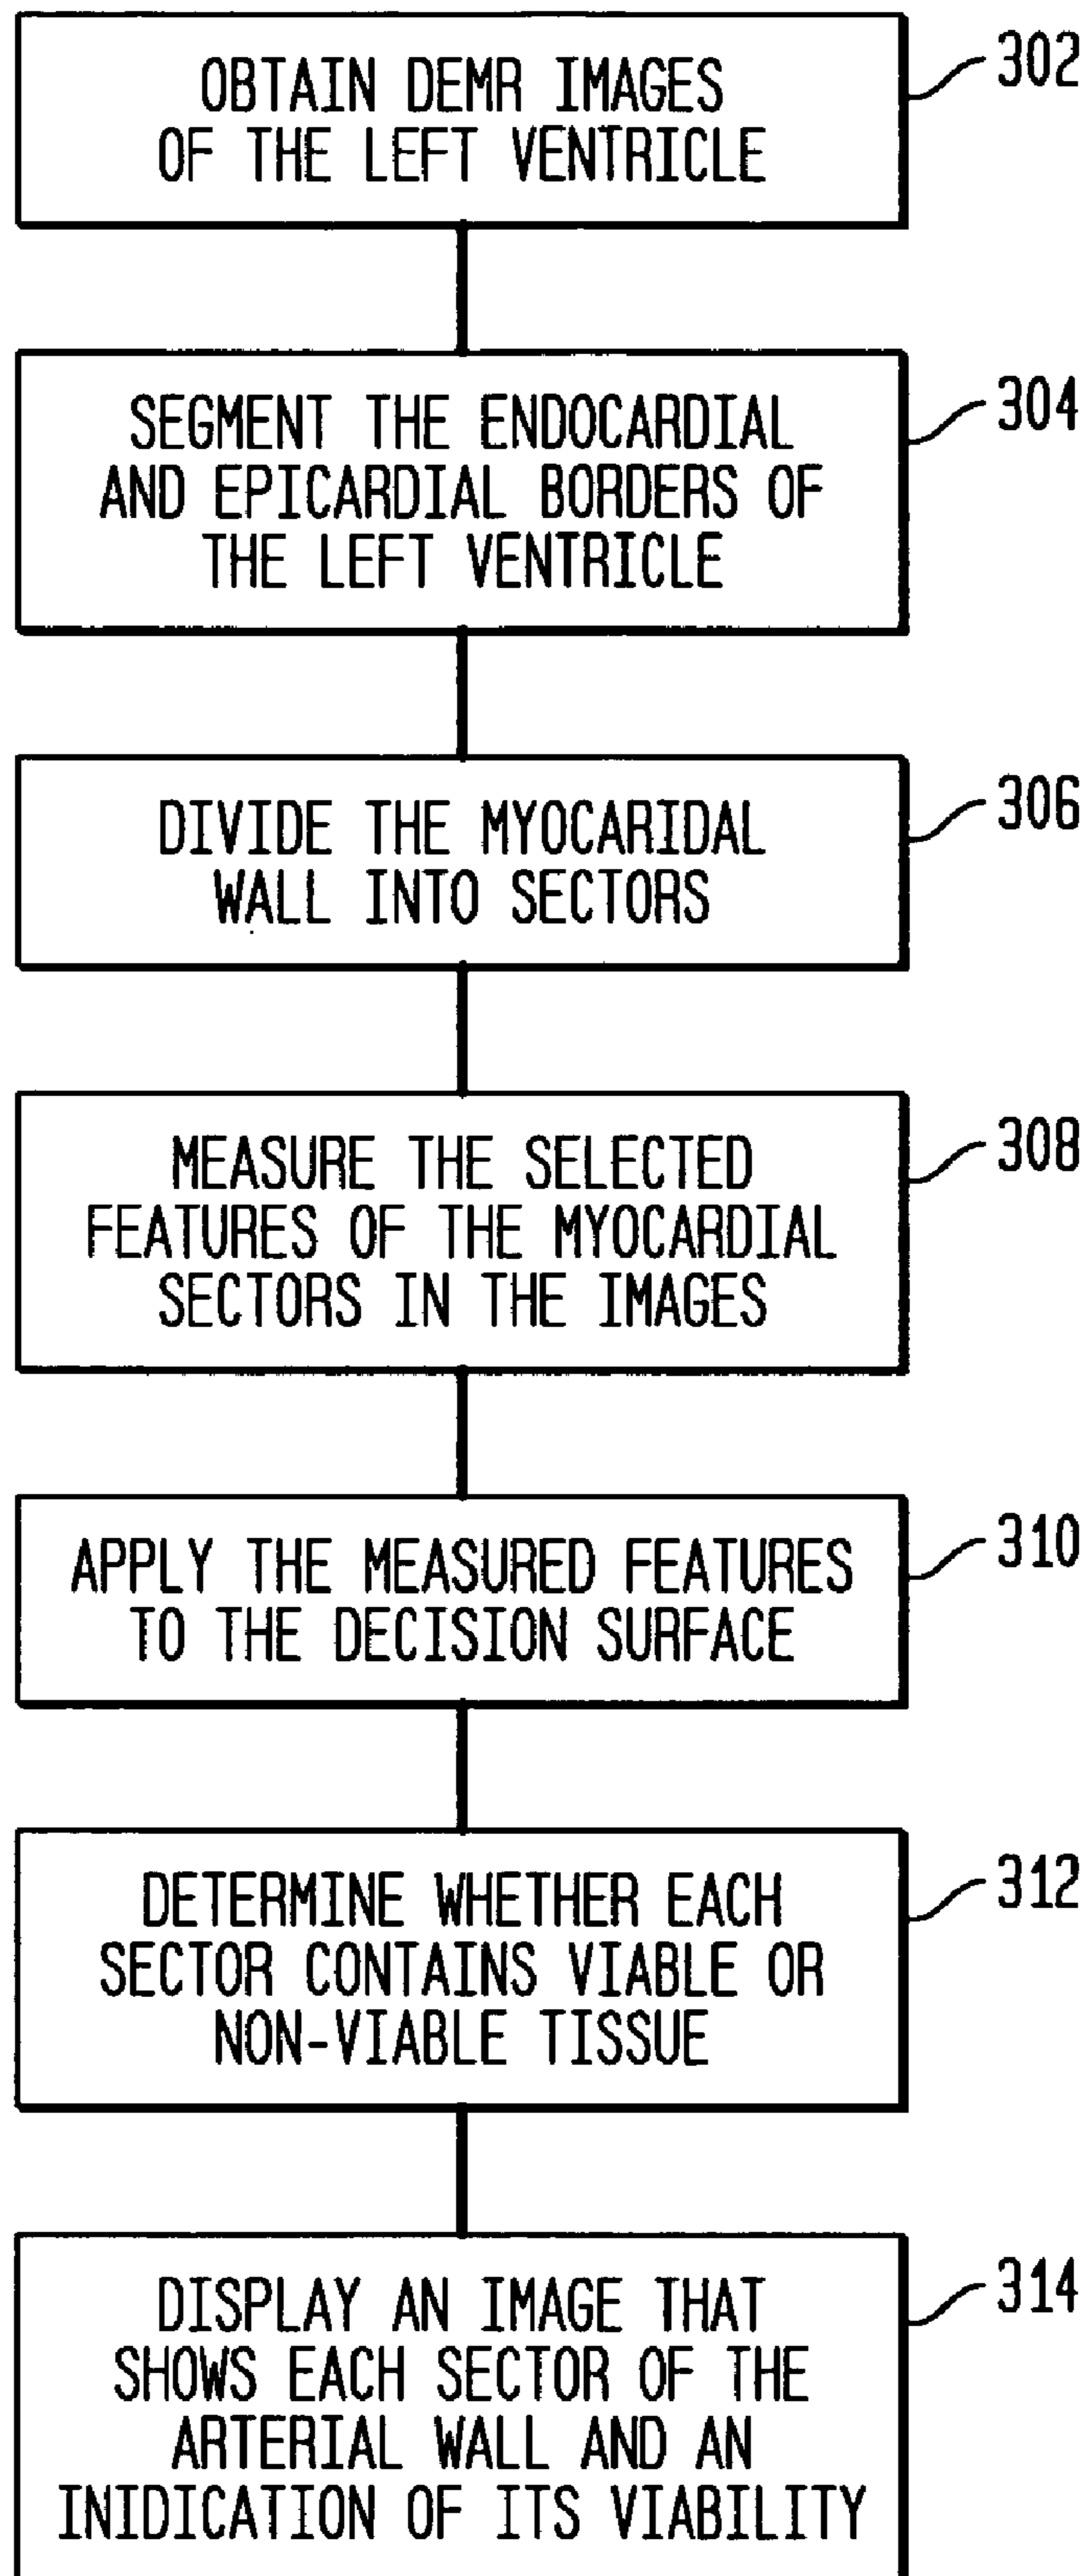 OBTAIN DEMR IMAGES
OF THE LEFT VENTRICLE
302
SEGMENT THE ENDOCARDIAL
AND EPICARDIAL BORDERS OF
THE LEFT VENTRICLE
304
DIVIDE THE MYOCARIDAL
WALL INTO SECTORS
306
MEASURE THE SELECTED
FEATURES OF THE MYOCARDIAL
SECTORS IN THE IMAGES
308
APPLY THE MEASURED FEATURES
TO THE DECISION SURFACE
310
DETERMINE WHETHER EACH
SECTOR CONTAINS VIABLE OR
NON-VIABLE TISSUE
312
DISPLAY AN IMAGE THAT
SHOWS EACH SECTOR OF THE
ARTERIAL WALL AND AN
INIDICATION OF ITS VIABILITY
314